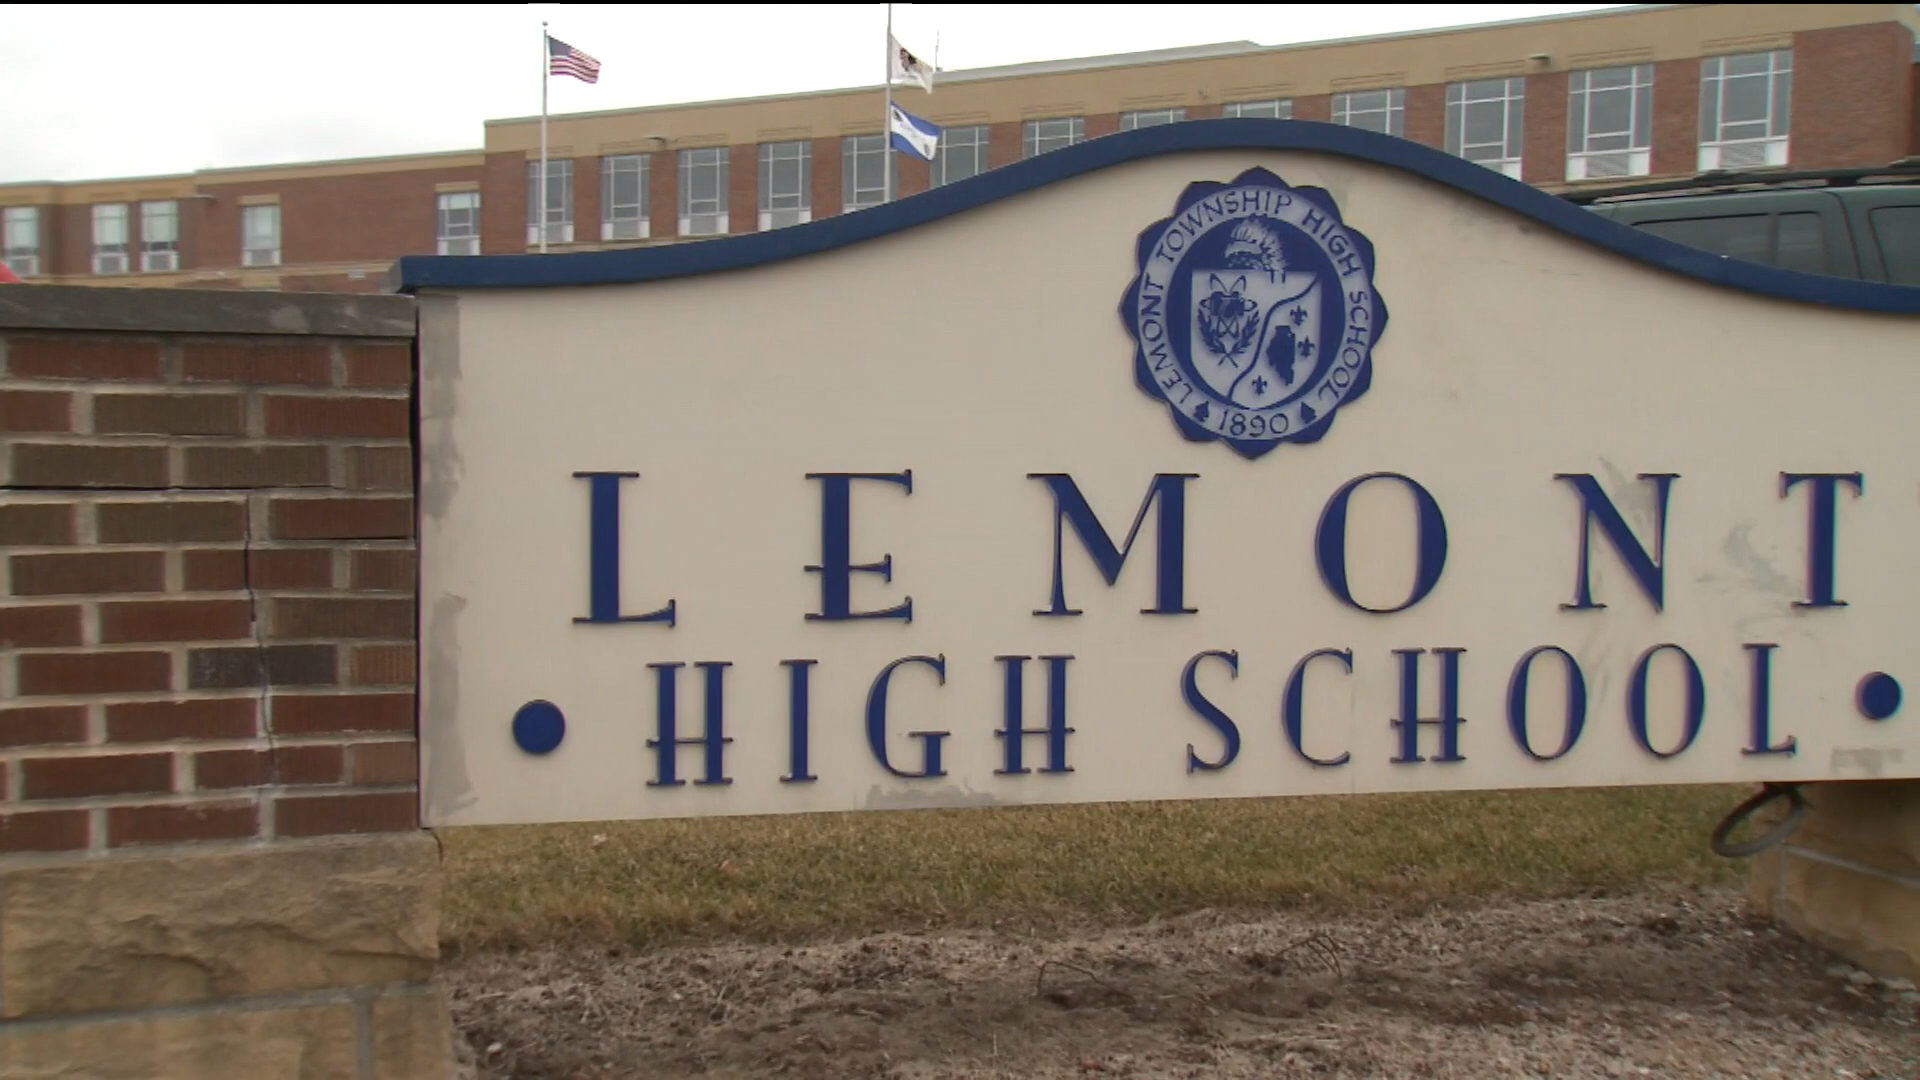 LEMONT TOWNSHIP HIGH SCHOOL
1890
LEMONT
• HIGH SCHOOL •